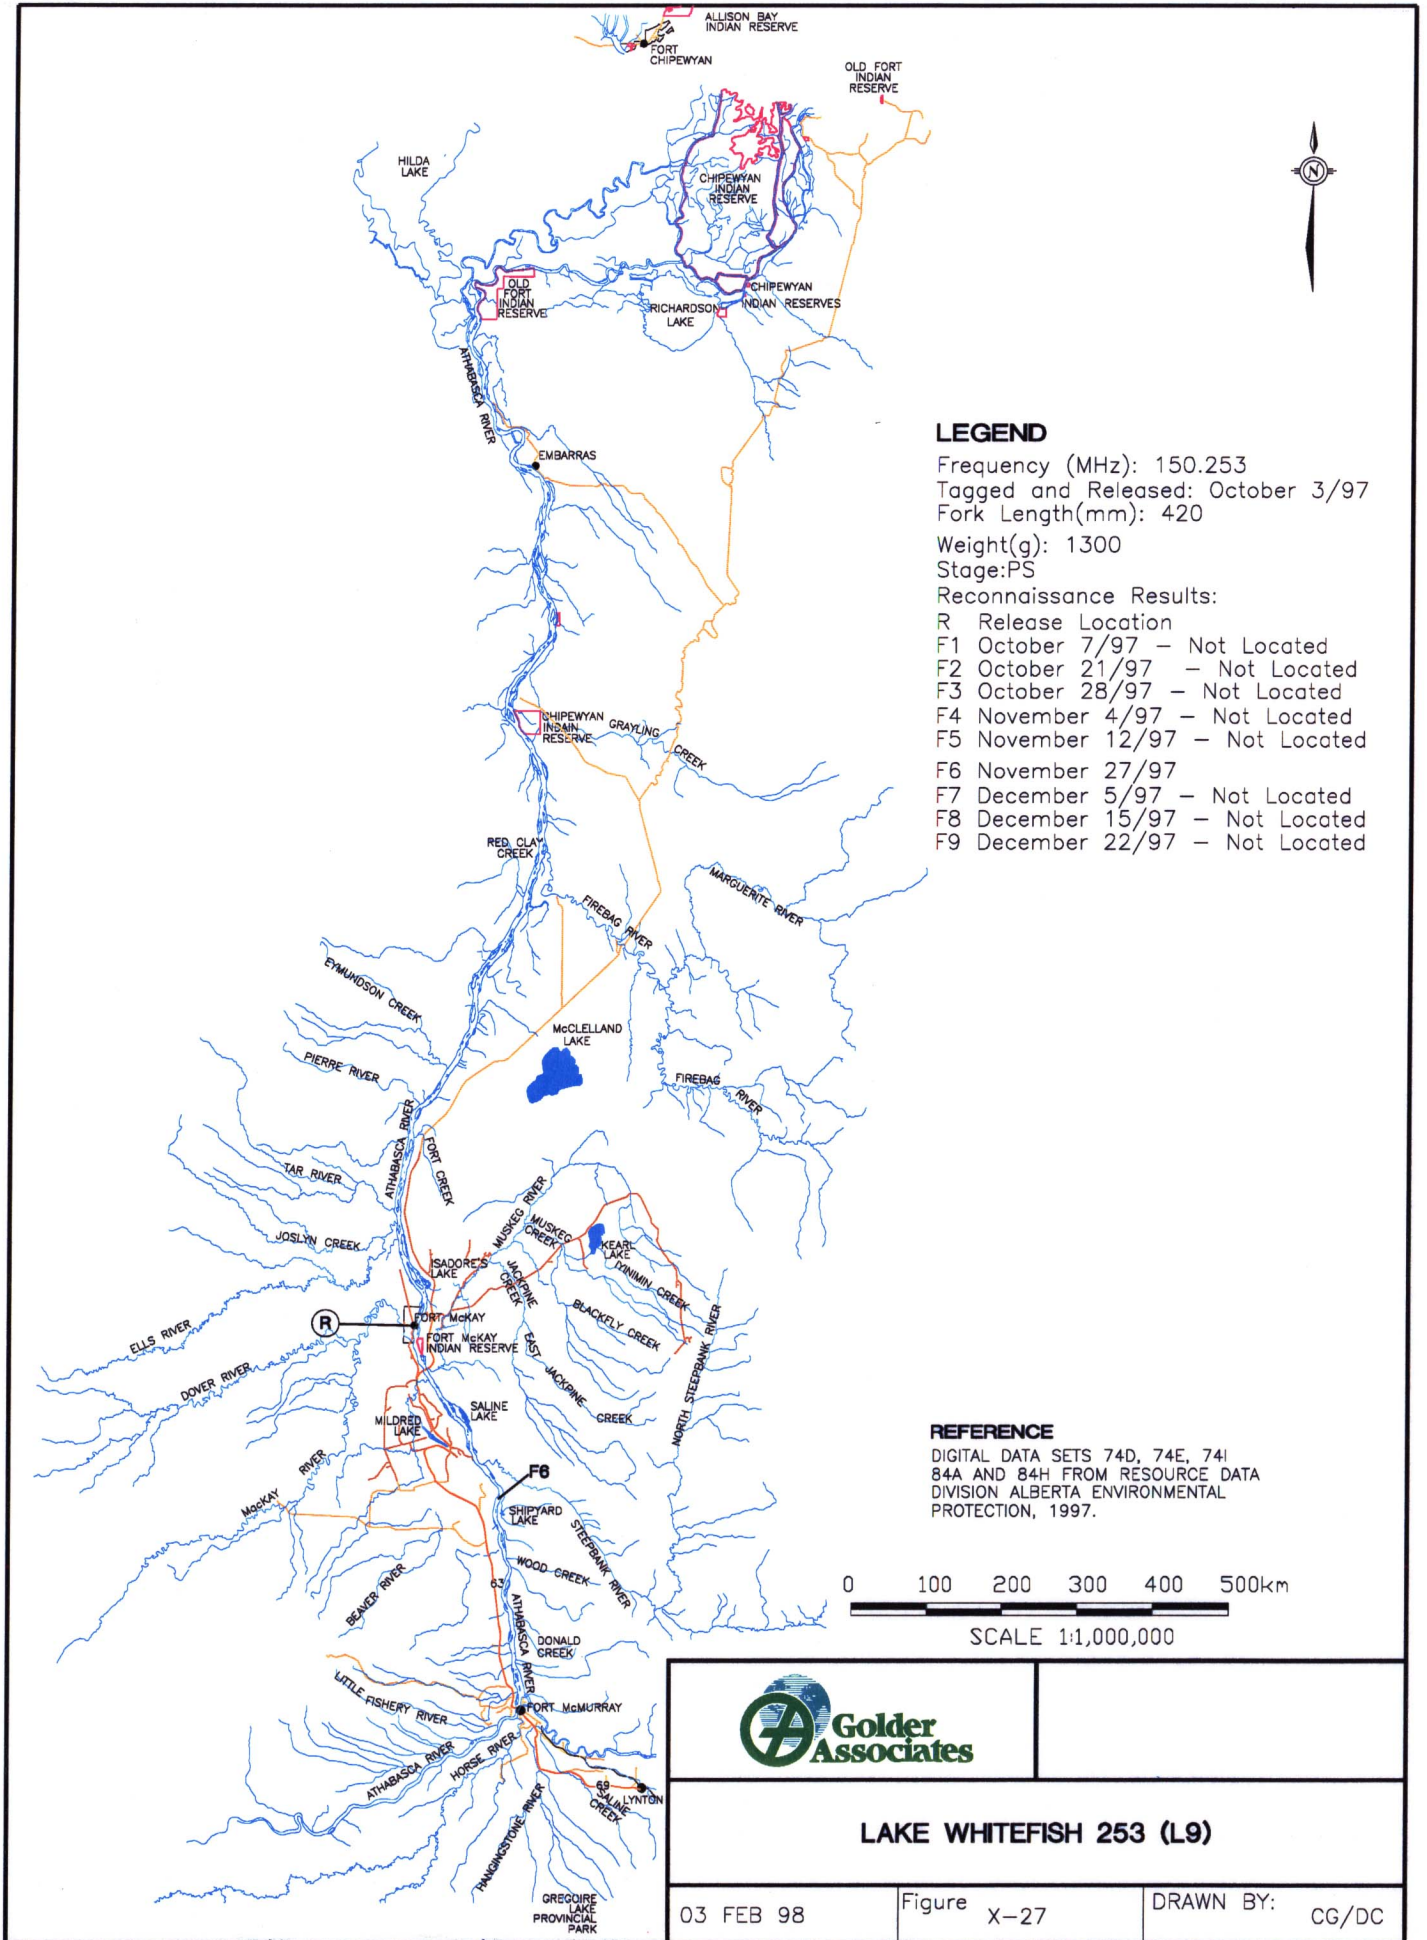 ALLISON BAY
INDIAN RESERVE
FORT
CHIPEWYAN
OLD FORT
INDIAN
RESERVE
HILDA
LAKE
N
CHIPEWYAN
INDIAN
RESERVE
OLD
FORT
INDIAN
RESERVE
CHIPEWYAN
INDIAN RESERVES
RICHARDSON
LAKE
ATHABASCA RIVER
EMBARRAS
LEGEND
Frequency (MHz): 150.253
Tagged and Released: October 3/97
Fork Length(mm): 420
Weight(g): 1300
Stage:PS
Reconnaissance Results:
R Release Location
F1 October 7/97 – Not Located
F2 October 21/97 – Not Located
F3 October 28/97 – Not Located
F4 November 4/97 – Not Located
F5 November 12/97 – Not Located
F6 November 27/97
F7 December 5/97 – Not Located
F8 December 15/97 – Not Located
F9 December 22/97 – Not Located
CHIPEWYAN
INDAIN
RESERVE
GRAYLING CREEK
RED CLAY
CREEK
FIREBAG RIVER
MARGUERITE RIVER
EYMUNDSON CREEK
McCLELLAND
LAKE
PIERRE RIVER
FIREBAG RIVER
ATHABASCA RIVER
FORT CREEK
TAR RIVER
JOSLYN CREEK
MUSKEG RIVER
MUSKEG
CREEK
KEARL
LAKE
ISADORE'S
LAKE
JACKPINE
CREEK
IYINIMIN CREEK
BLACKFLY CREEK
R
FORT McKAY
FORT McKAY
INDIAN RESERVE
ELLS RIVER
DOVER RIVER
EAST JACKPINE CREEK
NORTH STEEPBANK RIVER
SALINE
LAKE
MILDRED
LAKE
F6
MacKAY RIVER
SHIPYARD
LAKE
STEEPBANK RIVER
WOOD CREEK
63
BEAVER RIVER
ATHABASCA RIVER
DONALD
CREEK
REFERENCE
DIGITAL DATA SETS 74D, 74E, 74I
84A AND 84H FROM RESOURCE DATA
DIVISION ALBERTA ENVIRONMENTAL
PROTECTION, 1997.
0 100 200 300 400 500km
SCALE 1:1,000,000
LITTLE FISHERY RIVER
FORT McMURRAY
ATHABASCA RIVER
HORSE RIVER
HANGINGSTONE RIVER
69
SALINE
CREEK
LYNTON
GREGOIRE
LAKE
PROVINCIAL
PARK
Golder
Associates
LAKE WHITEFISH 253 (L9)
03 FEB 98
Figure X-27
DRAWN BY: CG/DC